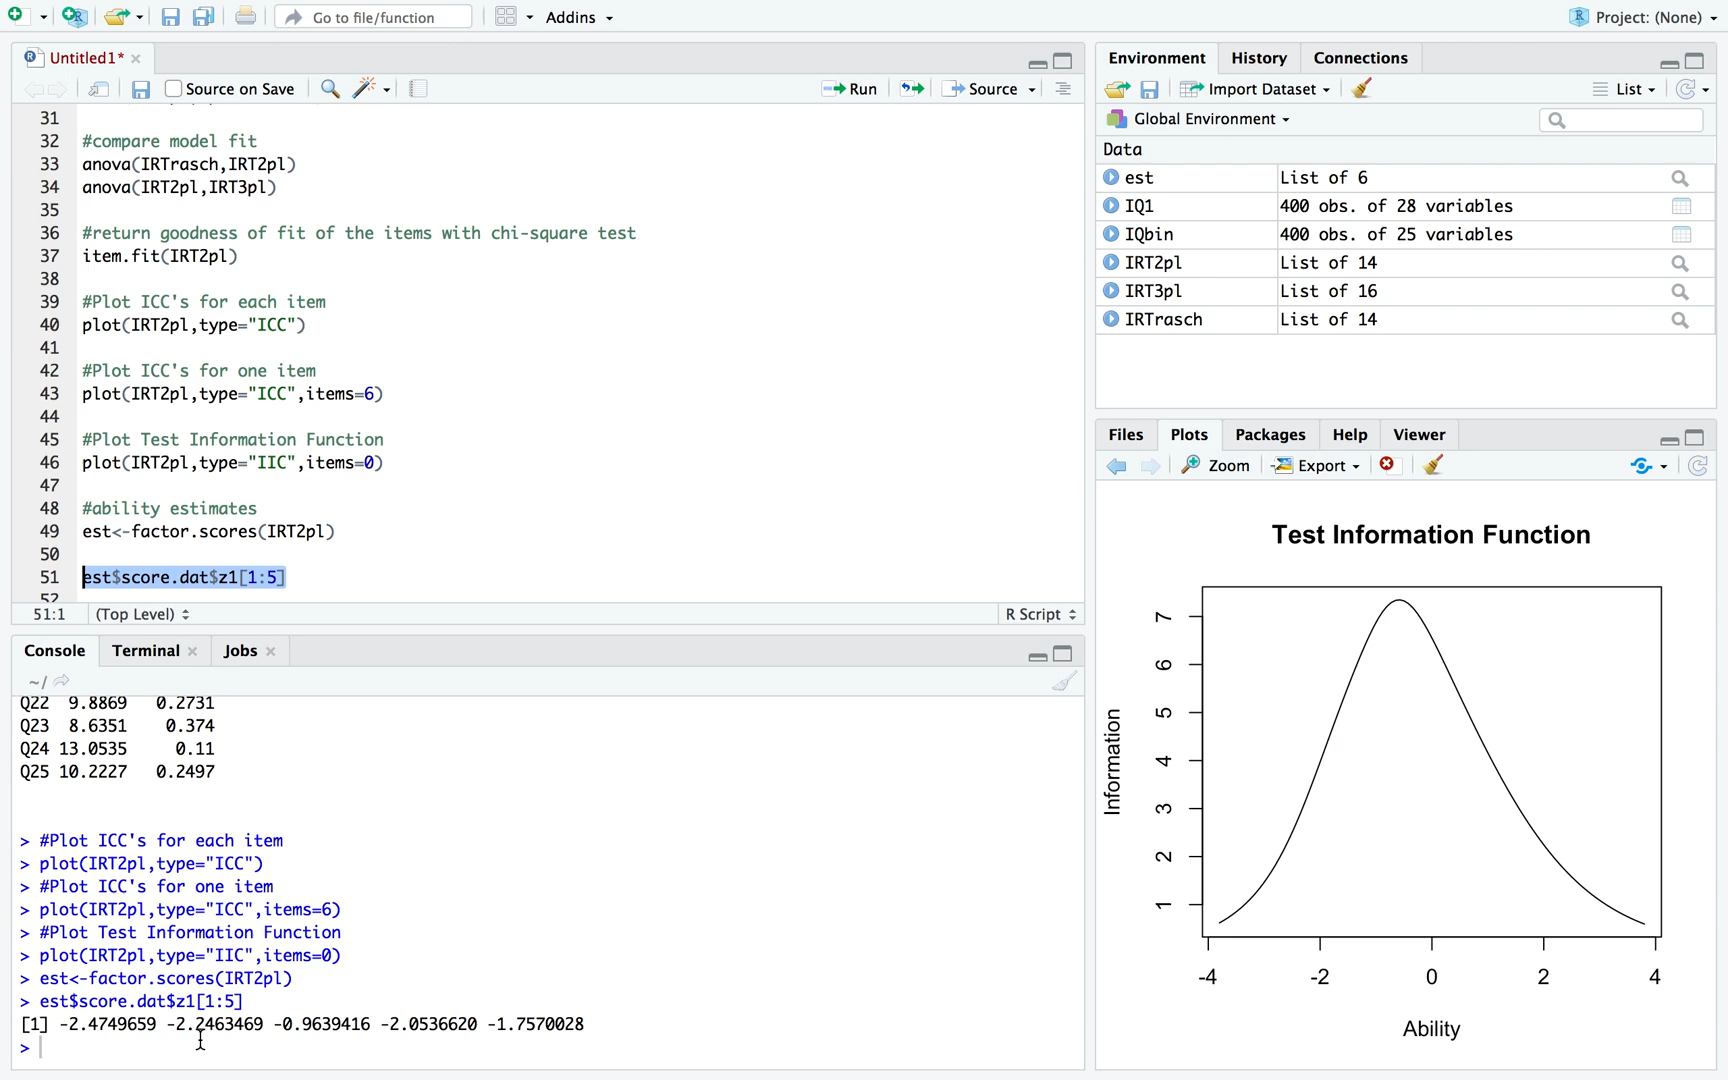 Go to file/function
Addins
Project: (None)
Untitled1*
Source on Save
Run
Source
31
32 #compare model fit
33 anova(IRTrasch,IRT2pl)
34 anova(IRT2pl,IRT3pl)
35
36 #return goodness of fit of the items with chi-square test
37 item.fit(IRT2pl)
38
39 #Plot ICC's for each item
40 plot(IRT2pl,type="ICC")
41
42 #Plot ICC's for one item
43 plot(IRT2pl,type="ICC",items=6)
44
45 #Plot Test Information Function
46 plot(IRT2pl,type="IIC",items=0)
47
48 #ability estimates
49 est<-factor.scores(IRT2pl)
50
51 est$score.dat$z1[1:5]
52
51:1 (Top Level) R Script
Console Terminal Jobs
~/
Q22 9.8869 0.2731
Q23 8.6351 0.374
Q24 13.0535 0.11
Q25 10.2227 0.2497
> #Plot ICC's for each item
> plot(IRT2pl,type="ICC")
> #Plot ICC's for one item
> plot(IRT2pl,type="ICC",items=6)
> #Plot Test Information Function
> plot(IRT2pl,type="IIC",items=0)
> est<-factor.scores(IRT2pl)
> est$score.dat$z1[1:5]
[1] -2.4749659 -2.2463469 -0.9639416 -2.0536620 -1.7570028
>
Environment History Connections
Import Dataset List
Global Environment
Data
est List of 6
IQ1 400 obs. of 28 variables
IQbin 400 obs. of 25 variables
IRT2pl List of 14
IRT3pl List of 16
IRTrasch List of 14
Files Plots Packages Help Viewer
Zoom Export
Test Information Function
Information
7
6
5
4
3
2
1
-4 -2 0 2 4
Ability